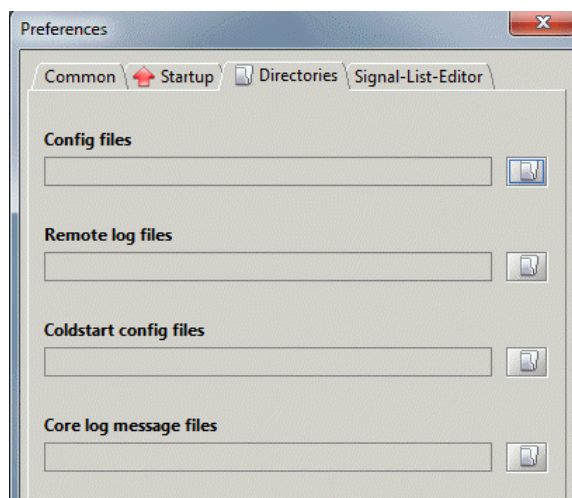 Preferences
Common Startup Directories Signal-List-Editor
Config files
Remote log files
Coldstart config files
Core log message files